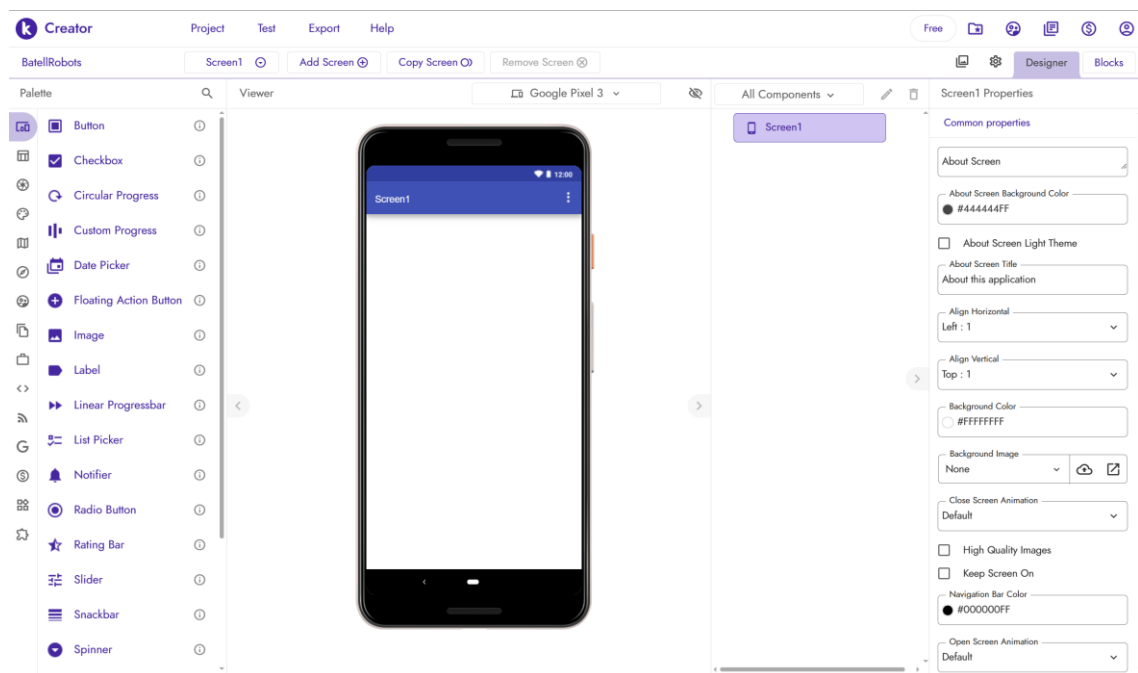 Creator
Project
Test
Export
Help
Free
BatellRobots
Screen1
Add Screen
Copy Screen
Remove Screen
Designer
Blocks
Palette
Viewer
Google Pixel 3
All Components
Screen1 Properties
Button
Checkbox
Circular Progress
Custom Progress
Date Picker
Floating Action Button
Image
Label
Linear Progressbar
List Picker
Notifier
Radio Button
Rating Bar
Slider
Snackbar
Spinner
12:00
Screen1
Screen1
Common properties
About Screen
About Screen Background Color
#444444FF
About Screen Light Theme
About Screen Title
About this application
Align Horizontal
Left : 1
Align Vertical
Top : 1
Background Color
#FFFFFFFF
Background Image
None
Close Screen Animation
Default
High Quality Images
Keep Screen On
Navigation Bar Color
#000000FF
Open Screen Animation
Default